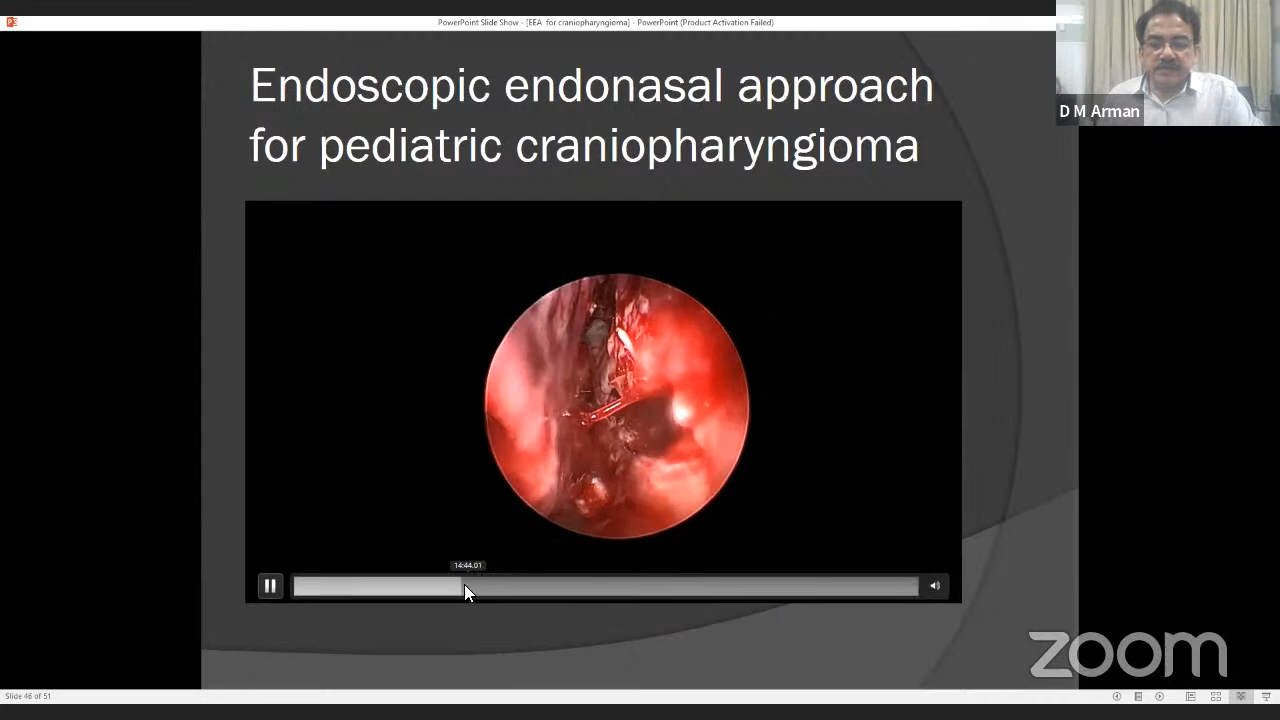 PowerPoint Slide Show - [EEA for craniopharyngioma] - PowerPoint (Product Activation Failed)
D M Arman
Endoscopic endonasal approach
for pediatric craniopharyngioma
14:44.01
zoom
Slide 46 of 51